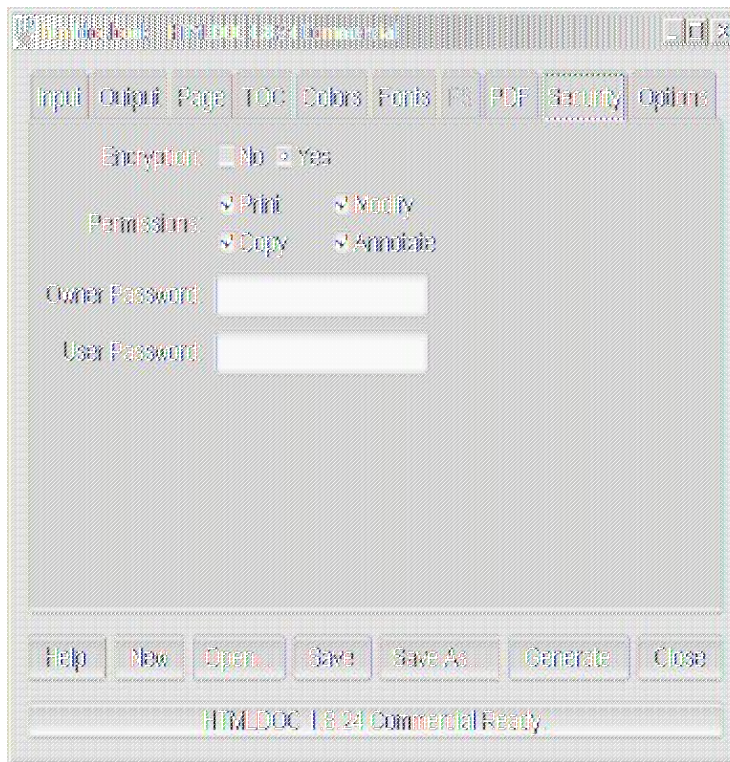 HTMLDOC 1.8.24 Commercial
Input Output Page TOC Colors Fonts PS PDF Security Options
Encryption: No Yes
Permissions: Print Modify
Copy Annotate
Owner Password:
User Password:
Help New Open... Save Save As... Generate Close
HTMLDOC 1.8.24 Commercial Ready.